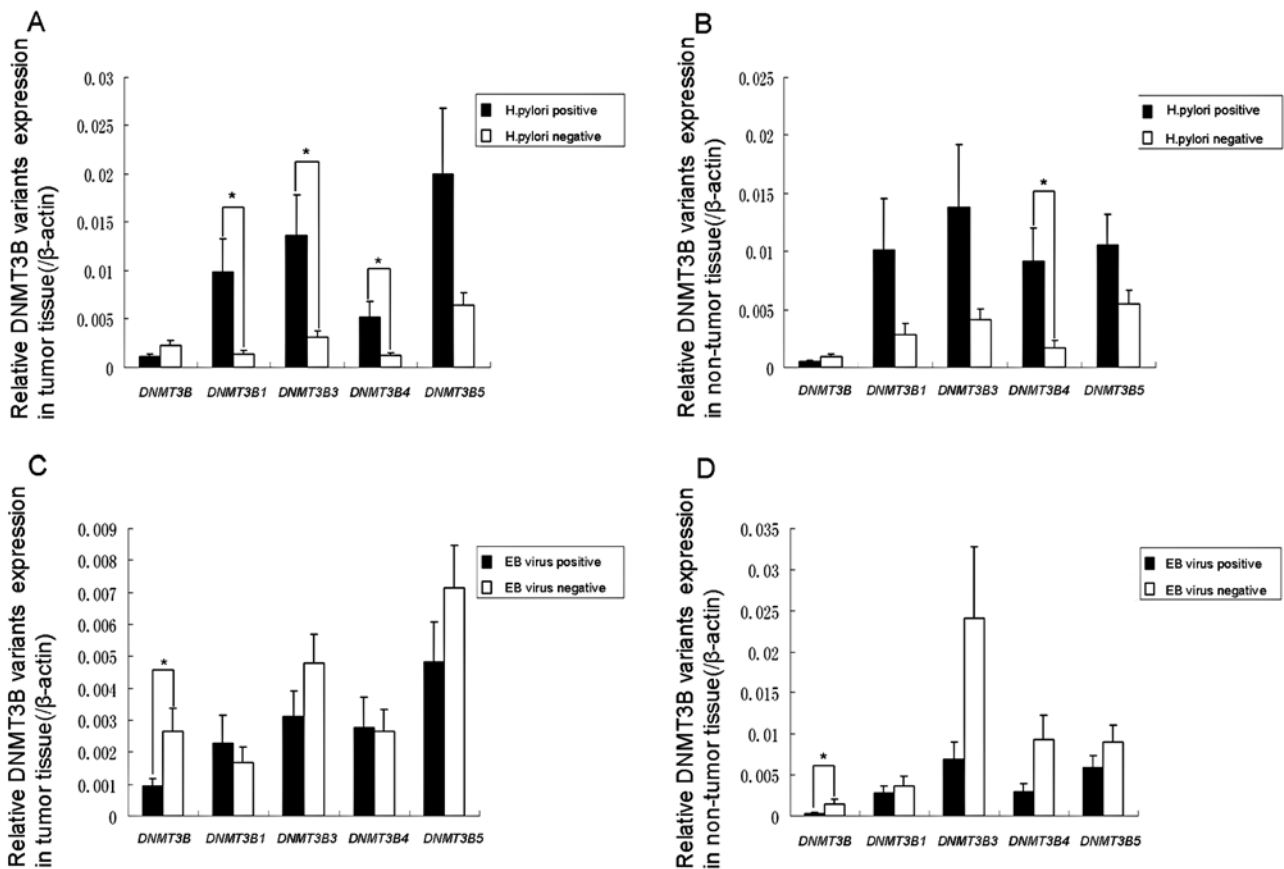 A
Relative DNMT3B variants expression
in tumor tissue(/β-actin)
0.03
0.025
0.02
0.015
0.01
0.005
0
H.pylori positive
H.pylori negative
*
*
*
DNMT3B DNMT3B1 DNMT3B3 DNMT3B4 DNMT3B5
B
Relative DNMT3B variants expression
in non-tumor tissue(/β-actin)
0.025
0.02
0.015
0.01
0.005
0
H.pylori positive
H.pylori negative
*
DNMT3B DNMT3B1 DNMT3B3 DNMT3B4 DNMT3B5
C
Relative DNMT3B variants expression
in tumor tissue(/β-actin)
0.009
0.008
0.007
0.006
0.005
0.004
0.003
0.002
0.001
0
EB virus positive
EB virus negative
*
DNMT3B DNMT3B1 DNMT3B3 DNMT3B4 DNMT3B5
D
Relative DNMT3B variants expression
in non-tumor tissue(/β-actin)
0.035
0.03
0.025
0.02
0.015
0.01
0.005
0
EB virus positive
EB virus negative
*
DNMT3B DNMT3B1 DNMT3B3 DNMT3B4 DNMT3B5